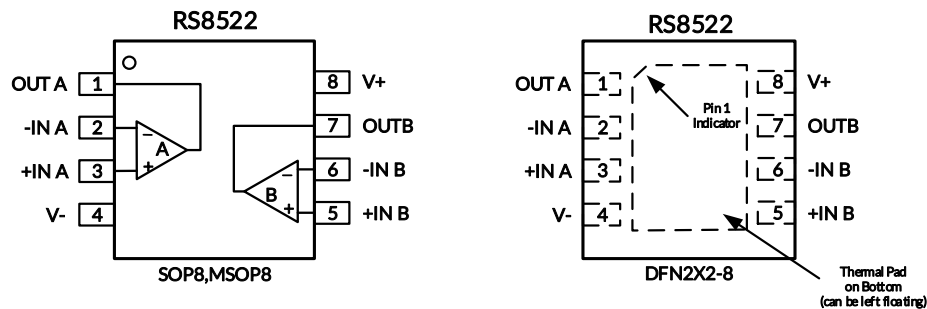 RS8522
OUT A 1
8 V+
-IN A 2
7 OUTB
+IN A 3
6 -IN B
V- 4
5 +IN B
−
A
+
−
B
+
SOP8,MSOP8
RS8522
OUT A 1
8 V+
Pin 1
Indicator
-IN A 2
7 OUTB
+IN A 3
6 -IN B
V- 4
5 +IN B
DFN2X2-8
Thermal Pad
on Bottom
(can be left floating)